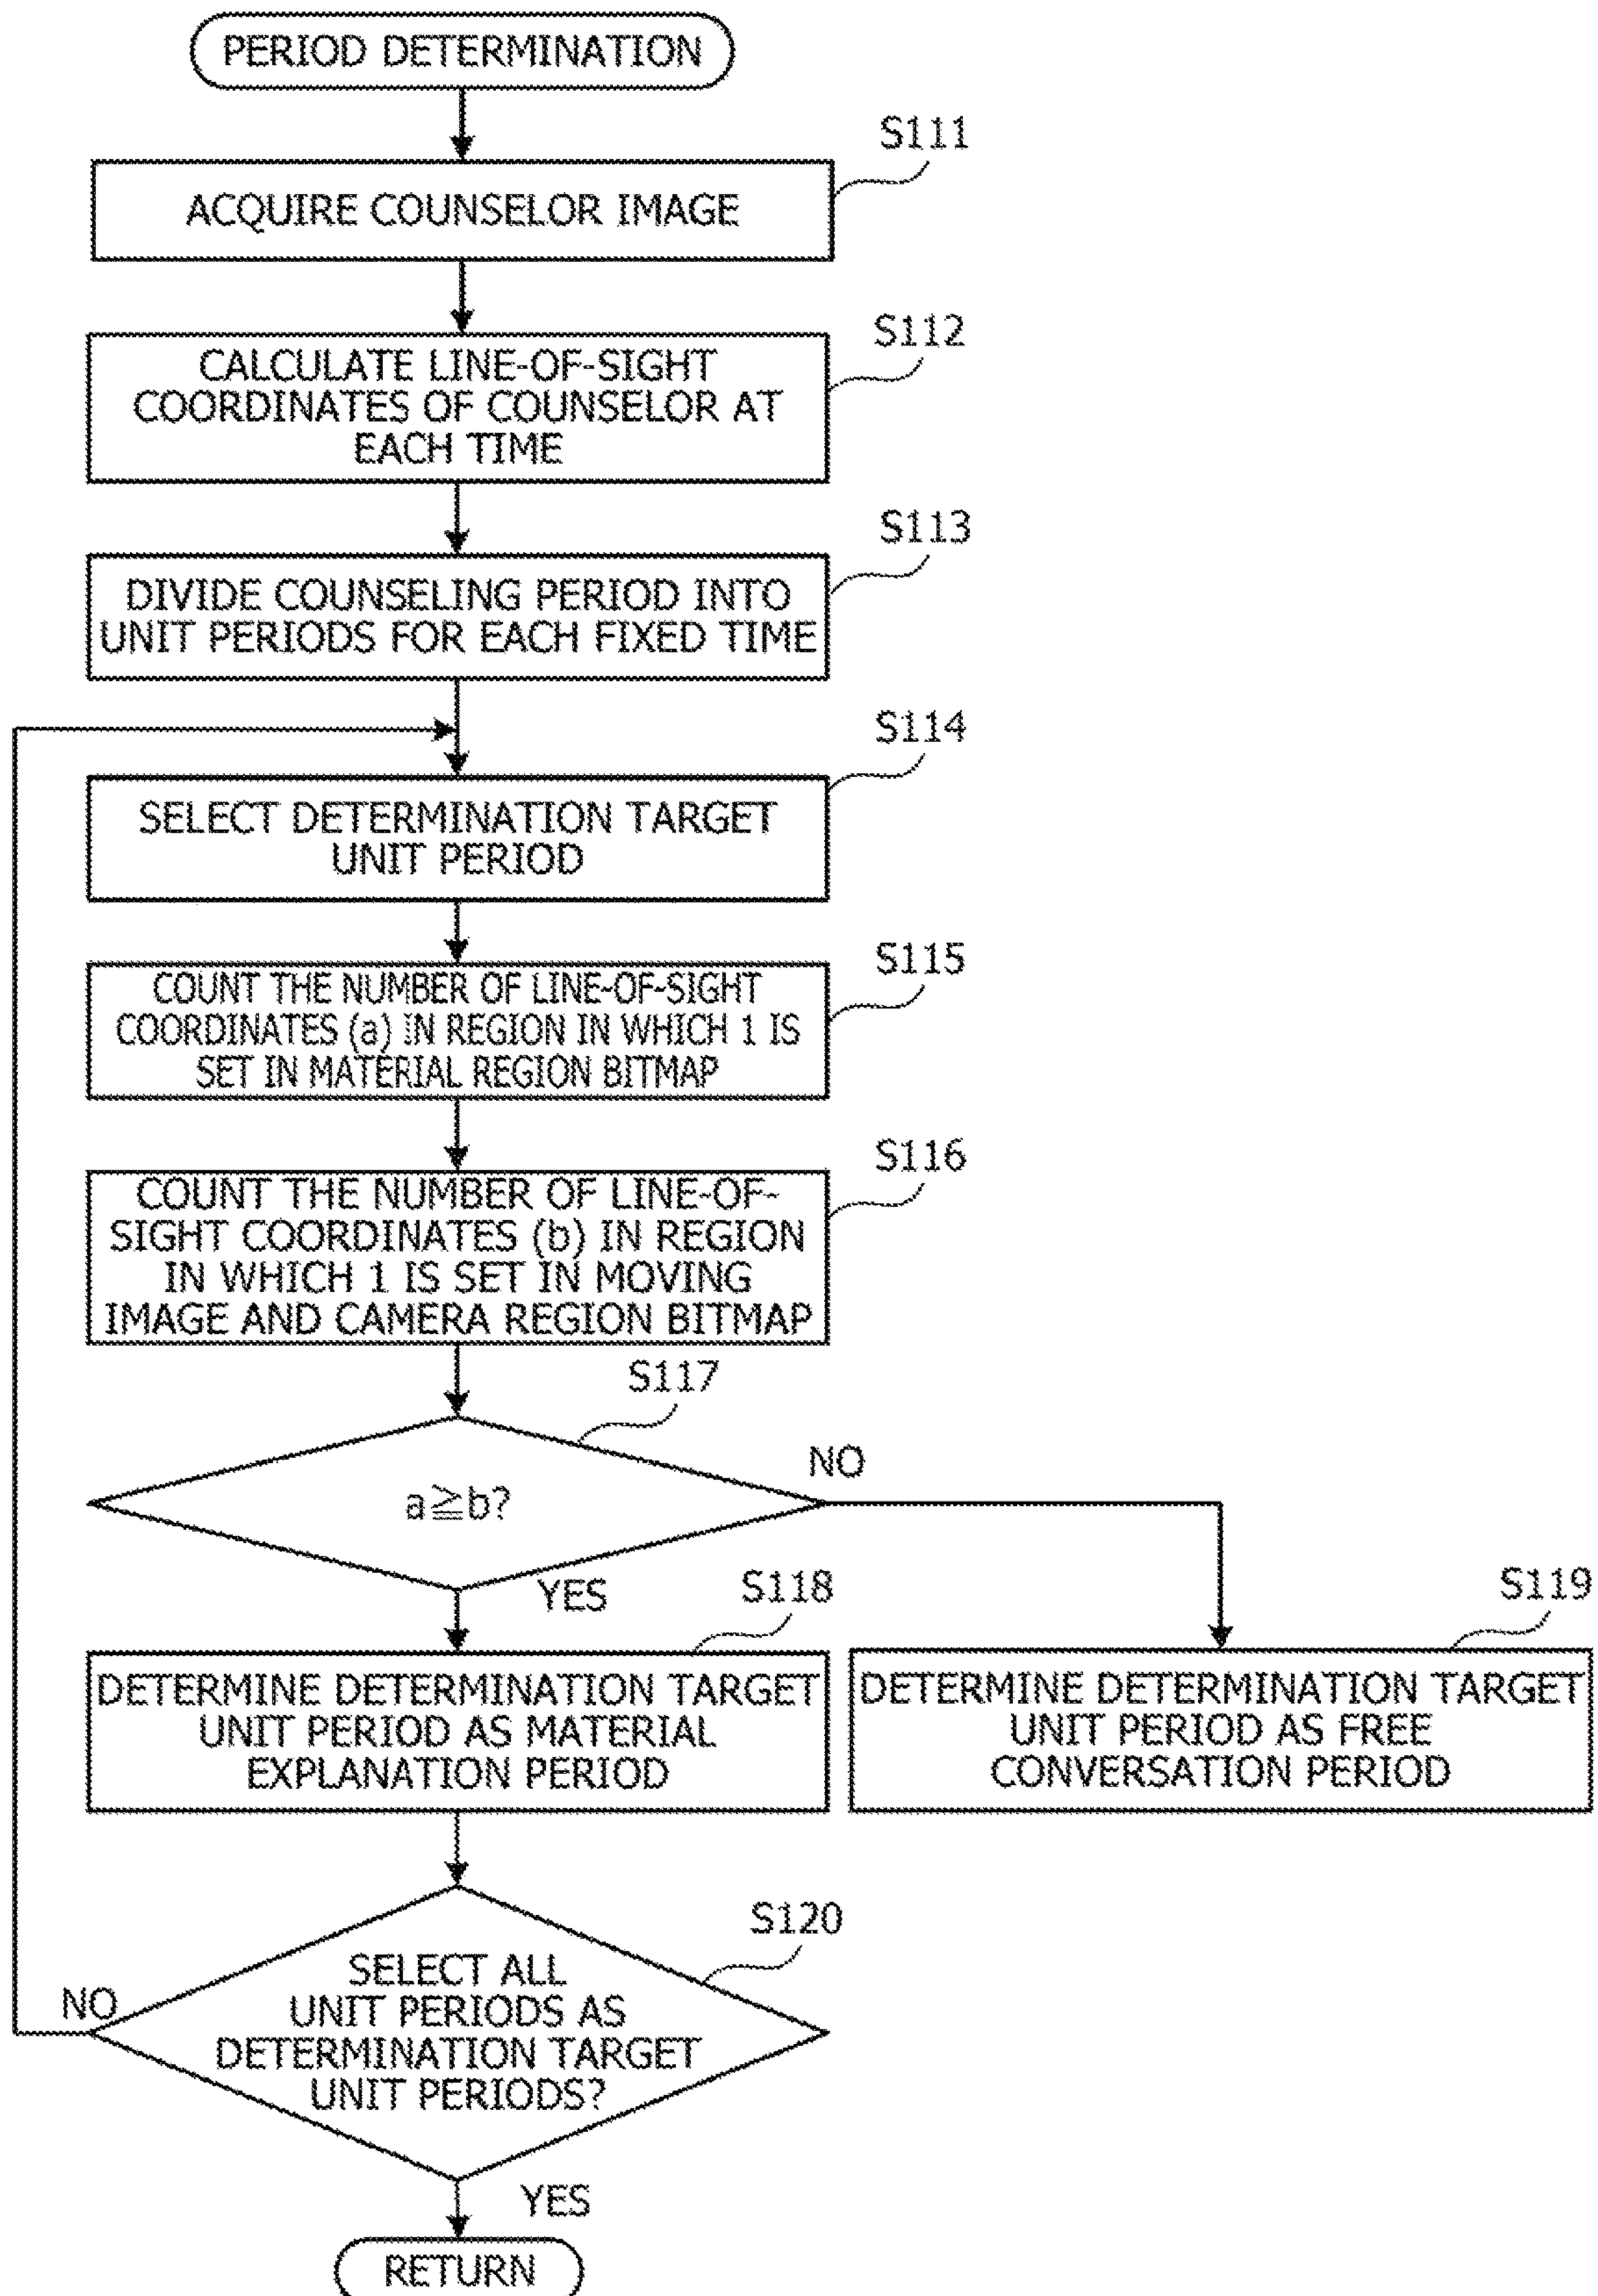 PERIOD DETERMINATION
S111
ACQUIRE COUNSELOR IMAGE
S112
CALCULATE LINE-OF-SIGHT
COORDINATES OF COUNSELOR AT
EACH TIME
S113
DIVIDE COUNSELING PERIOD INTO
UNIT PERIODS FOR EACH FIXED TIME
S114
SELECT DETERMINATION TARGET
UNIT PERIOD
S115
COUNT THE NUMBER OF LINE-OF-SIGHT
COORDINATES (a) IN REGION IN WHICH 1 IS
SET IN MATERIAL REGION BITMAP
S116
COUNT THE NUMBER OF LINE-OF-
SIGHT COORDINATES (b) IN REGION
IN WHICH 1 IS SET IN MOVING
IMAGE AND CAMERA REGION BITMAP
S117
a≧b?
NO
YES
S118
DETERMINE DETERMINATION TARGET
UNIT PERIOD AS MATERIAL
EXPLANATION PERIOD
S119
DETERMINE DETERMINATION TARGET
UNIT PERIOD AS FREE
CONVERSATION PERIOD
S120
SELECT ALL
UNIT PERIODS AS
DETERMINATION TARGET
UNIT PERIODS?
NO
YES
RETURN